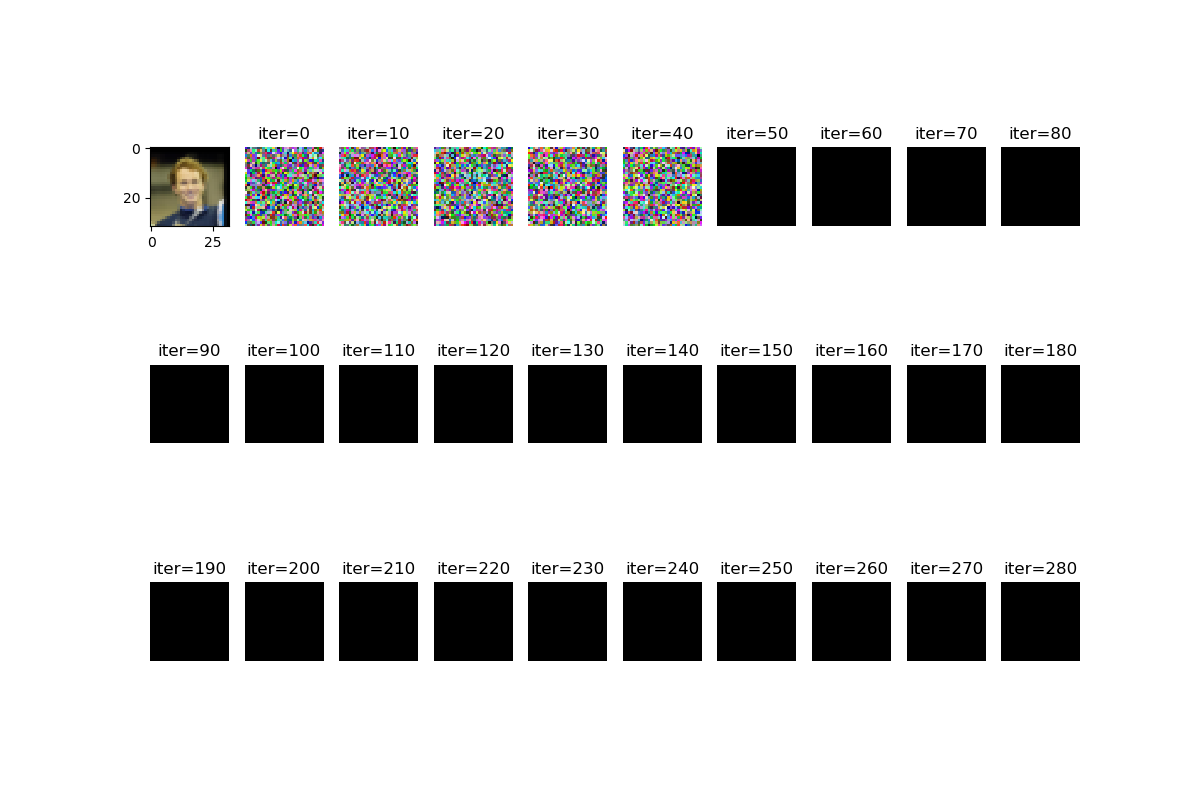 iter=0 iter=10 iter=20 iter=30 iter=40 iter=50 iter=60 iter=70 iter=80
0
20
0 25
iter=90 iter=100 iter=110 iter=120 iter=130 iter=140 iter=150 iter=160 iter=170 iter=180
iter=190 iter=200 iter=210 iter=220 iter=230 iter=240 iter=250 iter=260 iter=270 iter=280